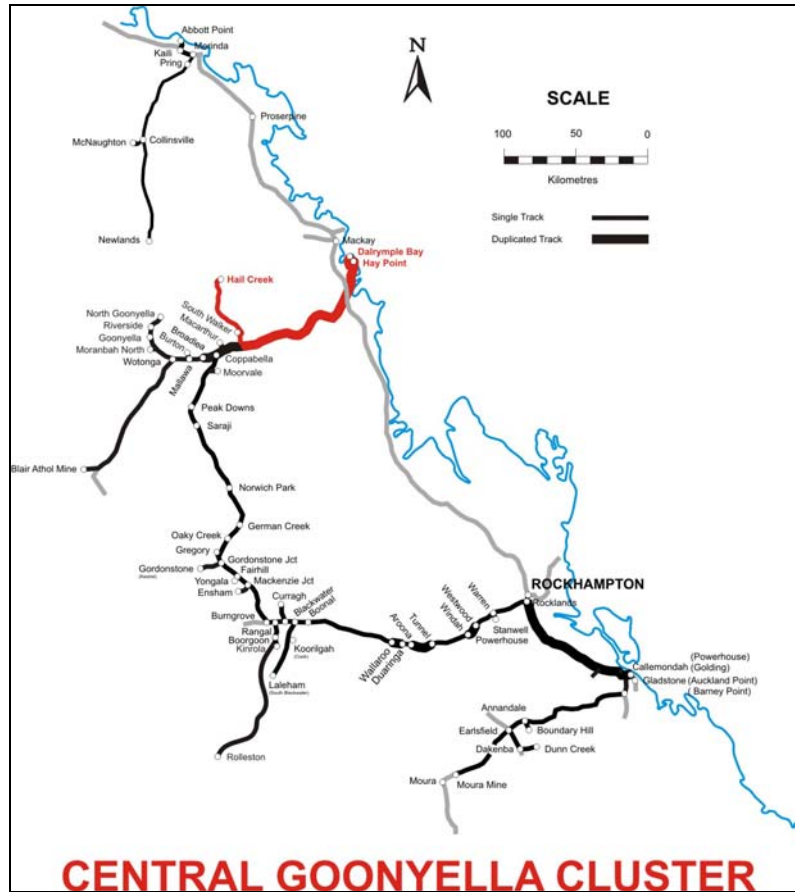 Abbott Point
Kaili
Merinda
Pring
N
SCALE
100
50
0
Kilometres
Proserpine
McNaughton
Collinsville
Single Track
Duplicated Track
Newlands
Mackay
Dalrymple Bay
Hay Point
Hail Creek
South Walker
Macarthur
North Goonyella
Riverside
Goonyella
Moranbah North
Broadlea
Burton
Wotonga
Mallawa
Coppabella
Moorvale
Peak Downs
Saraji
Blair Athol Mine
Norwich Park
German Creek
Oaky Creek
Gregory
Gordonstone Jct
Gordonstone
Fairhill
Yongala
Mackenzie Jct
Ensham
Curragh
Blackwater
Boonal
Burngrove
Rangal
Boorgoon
Kinrola
Koorilgah
(Cook)
Laleham
(South Blackwater)
Rolleston
Wallaroo
Duaringa
Aroona
Tunnel
Windah
Westwood
Warren
Powerhouse
Stanwell
ROCKHAMPTON
Rocklands
Callemondah
(Powerhouse)
(Golding)
Gladstone
(Auckland Point)
( Barney Point)
Annandale
Earlsfield
Boundary Hill
Dakenba
Dunn Creek
Moura
Moura Mine
CENTRAL GOONYELLA CLUSTER